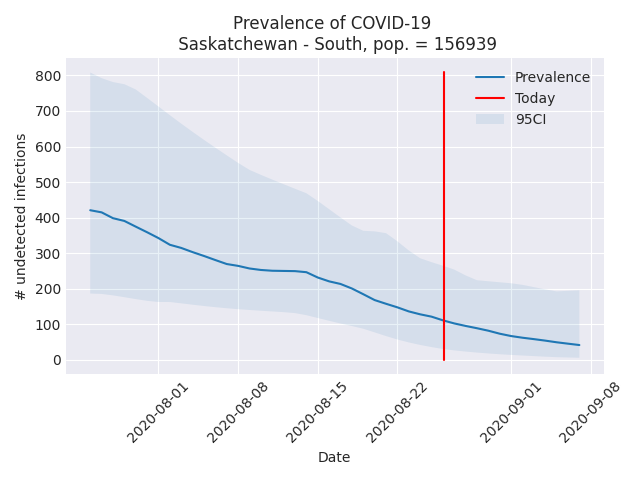 Prevalence of COVID-19
Saskatchewan - South, pop. = 156939
Prevalence
Today
95CI
# undetected infections
800
700
600
500
400
300
200
100
0
2020-08-01
2020-08-08
2020-08-15
2020-08-22
2020-09-01
2020-09-08
Date